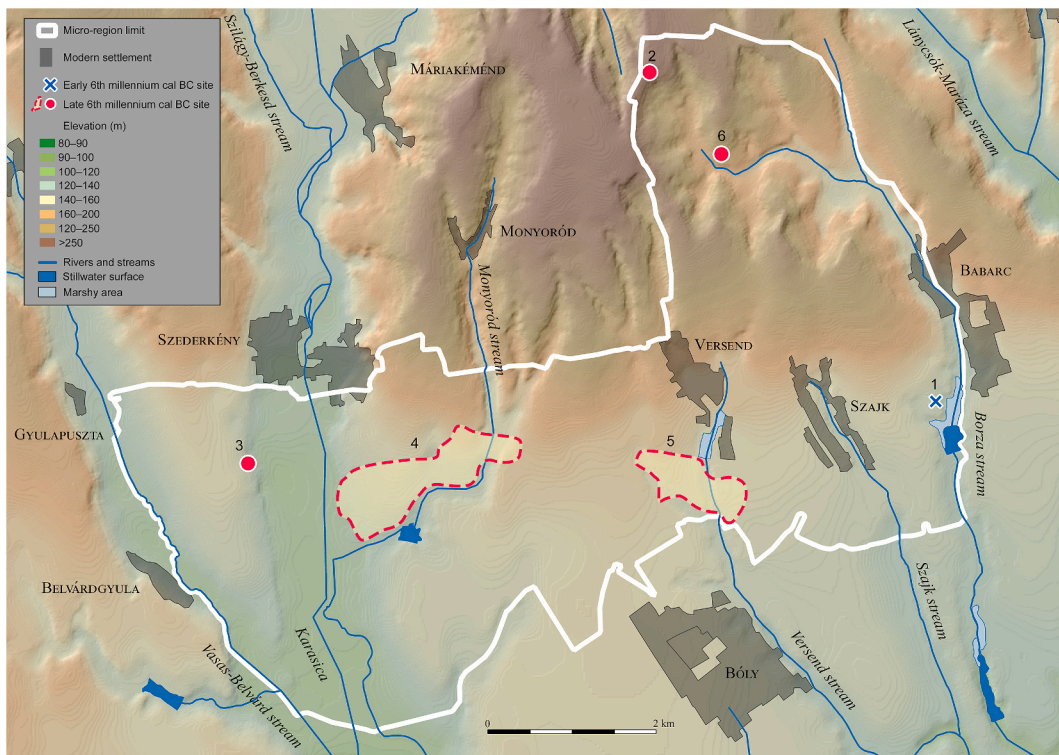 Micro-region limit
Modern settlement
Early 6th millennium cal BC site
Late 6th millennium cal BC site
Elevation (m)
80–90
90–100
100–120
120–140
140–160
160–200
120–250
>250
Rivers and streams
Stillwater surface
Marshy area
Szilágy-Berkesd stream
Máriakéménd
2
Lánycsók-Maráza stream
6
Monyoród
Babarc
Monyoród stream
Szederkény
Versend
1
Szajk
Gyulapuszta
3
4
5
Borza stream
Belvárdgyula
Karasica
Szajk stream
Vasas-Belvárd stream
Versend stream
Bóly
0
2 km